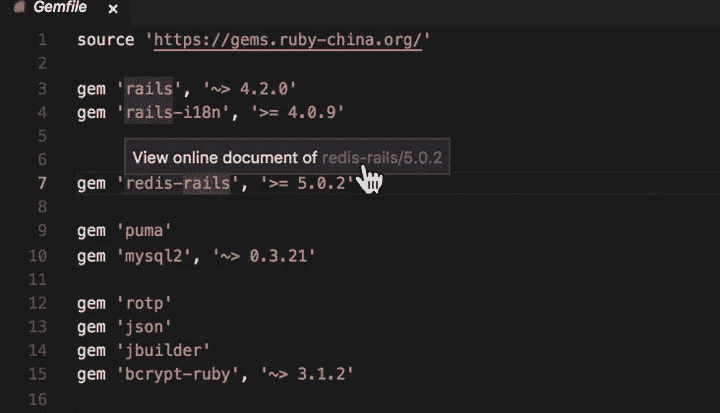 Gemfile ×
1 source 'https://gems.ruby-china.org/'
2
3 gem 'rails', '~> 4.2.0'
4 gem 'rails-i18n', '>= 4.0.9'
5
6 View online document of redis-rails/5.0.2
7 gem 'redis-rails', '>= 5.0.2'
8
9 gem 'puma'
10 gem 'mysql2', '~> 0.3.21'
11
12 gem 'rotp'
13 gem 'json'
14 gem 'jbuilder'
15 gem 'bcrypt-ruby', '~> 3.1.2'
16